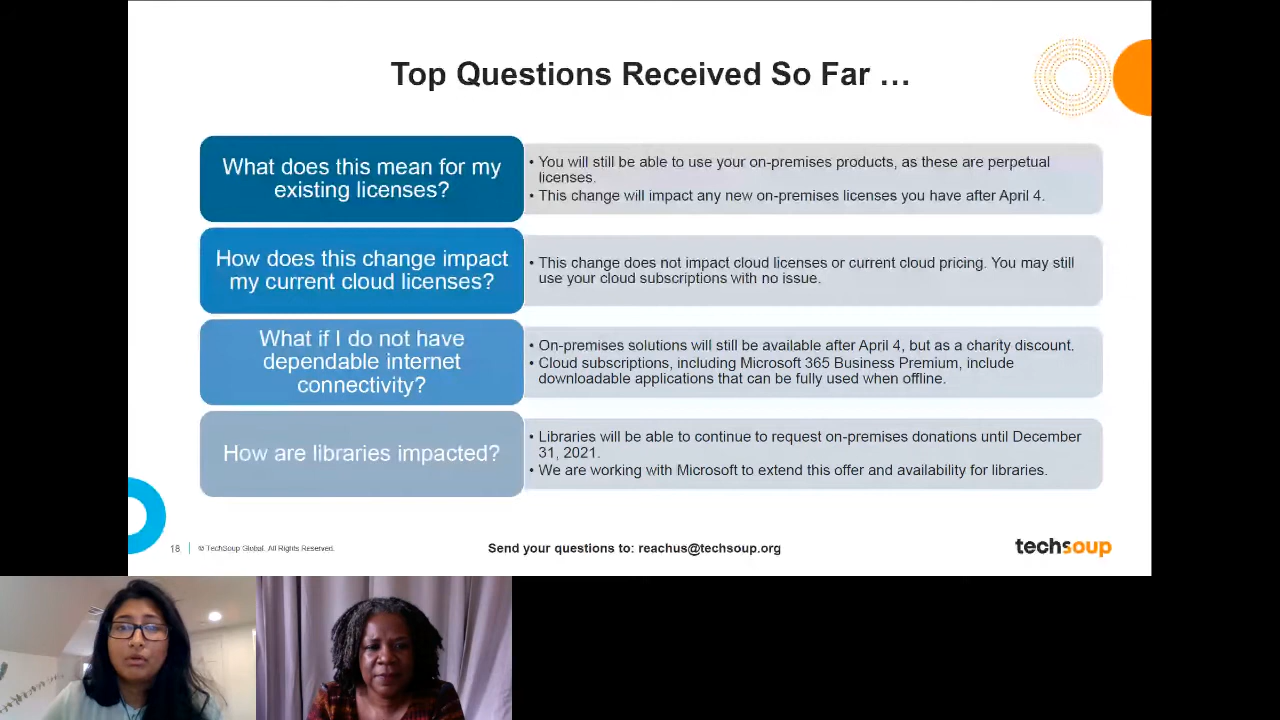 Top Questions Received So Far …
What does this mean for my
existing licenses?
• You will still be able to use your on-premises products, as these are perpetual
licenses.
• This change will impact any new on-premises licenses you have after April 4.
How does this change impact
my current cloud licenses?
• This change does not impact cloud licenses or current cloud pricing. You may still
use your cloud subscriptions with no issue.
What if I do not have
dependable internet
connectivity?
• On-premises solutions will still be available after April 4, but as a charity discount.
• Cloud subscriptions, including Microsoft 365 Business Premium, include
downloadable applications that can be fully used when offline.
How are libraries impacted?
• Libraries will be able to continue to request on-premises donations until December
31, 2021.
• We are working with Microsoft to extend this offer and availability for libraries.
18 © TechSoup Global. All Rights Reserved.
Send your questions to: reachus@techsoup.org
techsoup